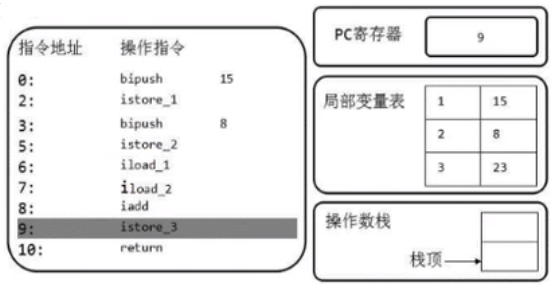 指令地址 操作指令
0: bipush 15
2: istore_1
3: bipush 8
5: istore_2
6: iload_1
7: iload_2
8: iadd
9: istore_3
10: return
PC寄存器 9
局部变量表
1 15
2 8
3 23
操作数栈
栈顶